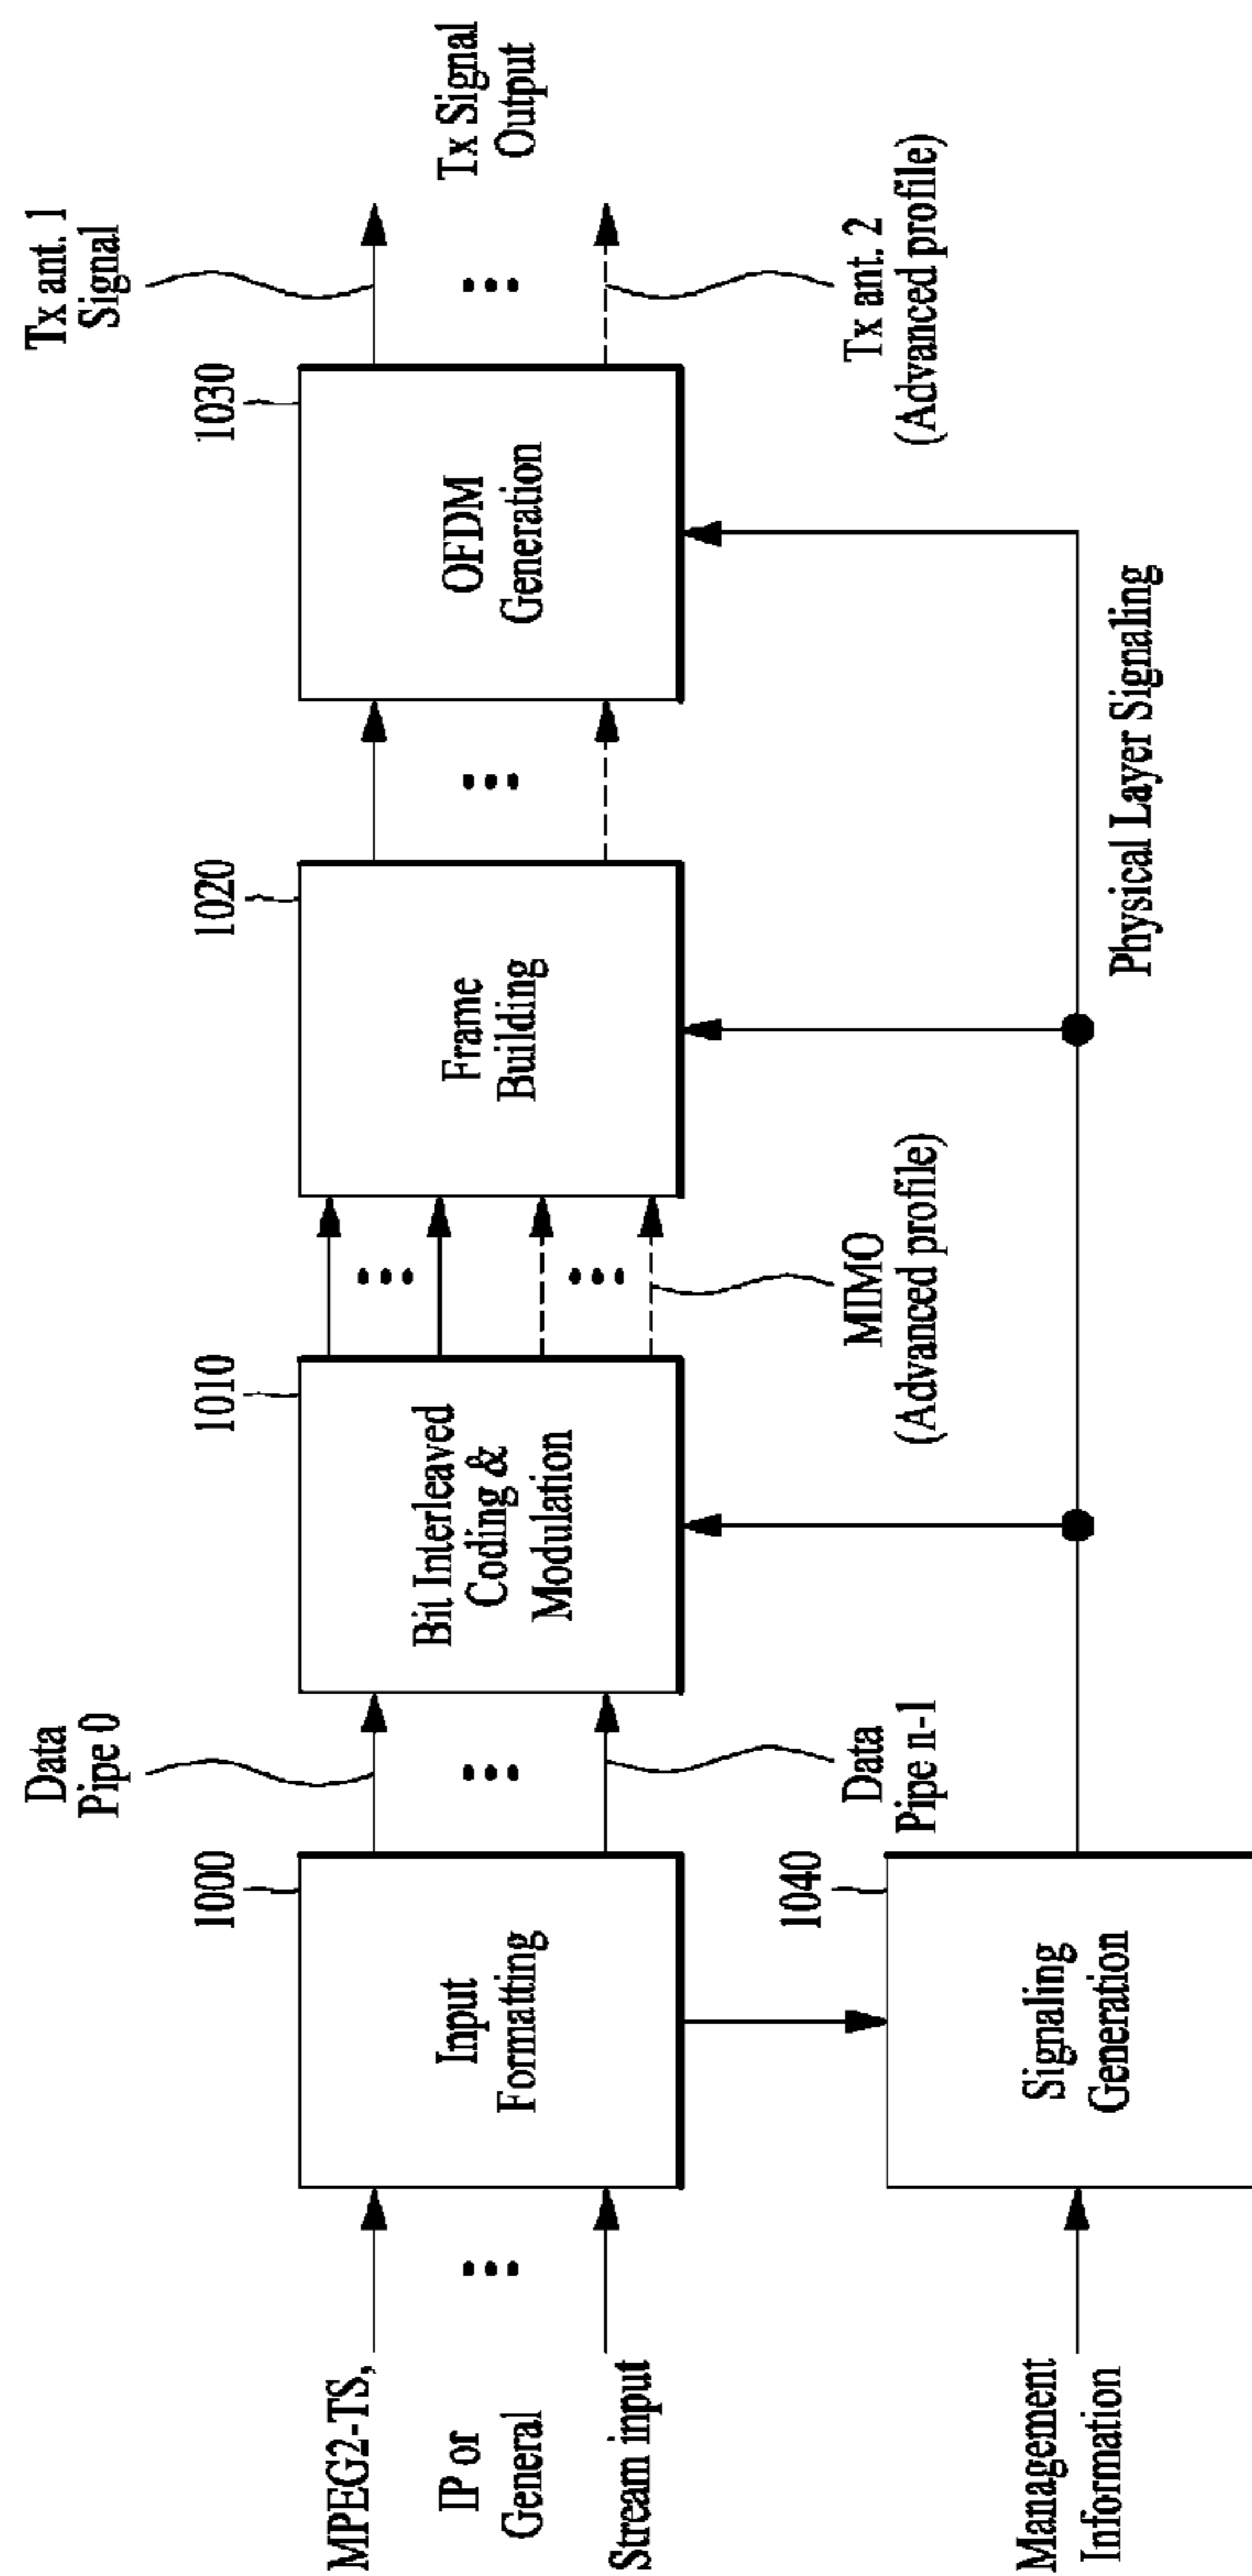 Tx ant. 1
Signal
Data
Pipe 0
1000
1010
1020
1030
MPEG2-TS,
IP or
General
Stream input
Input
Formatting
Bit Interleaved
Coding &
Modulation
Frame
Building
OFDM
Generation
Tx Signal
Output
Data
Pipe n-1
MIMO
(Advanced profile)
Tx ant. 2
(Advanced profile)
1040
Management
Information
Signaling
Generation
Physical Layer Signaling